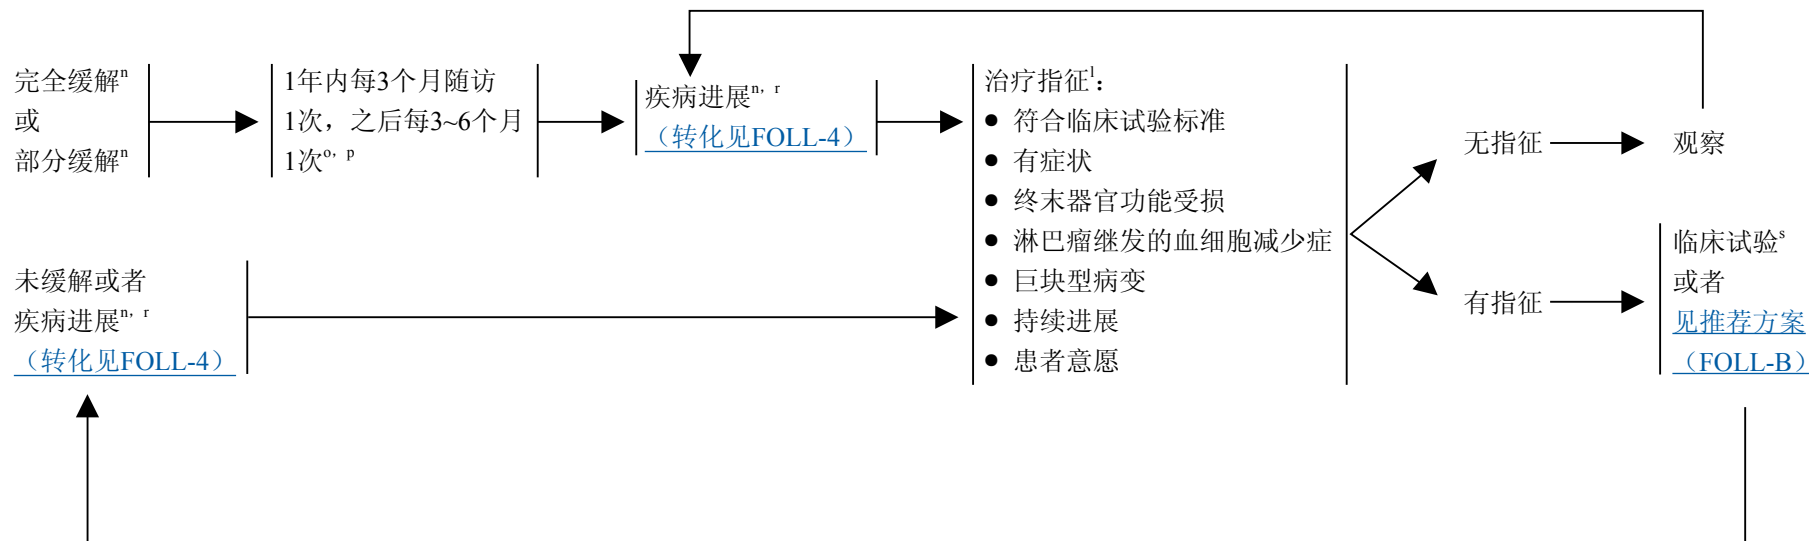 完全缓解ⁿ
或
部分缓解ⁿ
1年内每3个月随访
1次，之后每3~6个月
1次ᵒ, ᵖ
疾病进展ⁿ, ʳ
（转化见FOLL-4）
治疗指征ˡ：
● 符合临床试验标准
● 有症状
● 终末器官功能受损
● 淋巴瘤继发的血细胞减少症
● 巨块型病变
● 持续进展
● 患者意愿
无指征
观察
未缓解或者
疾病进展ⁿ, ʳ
（转化见FOLL-4）
有指征
临床试验ˢ
或者
见推荐方案
（FOLL-B）